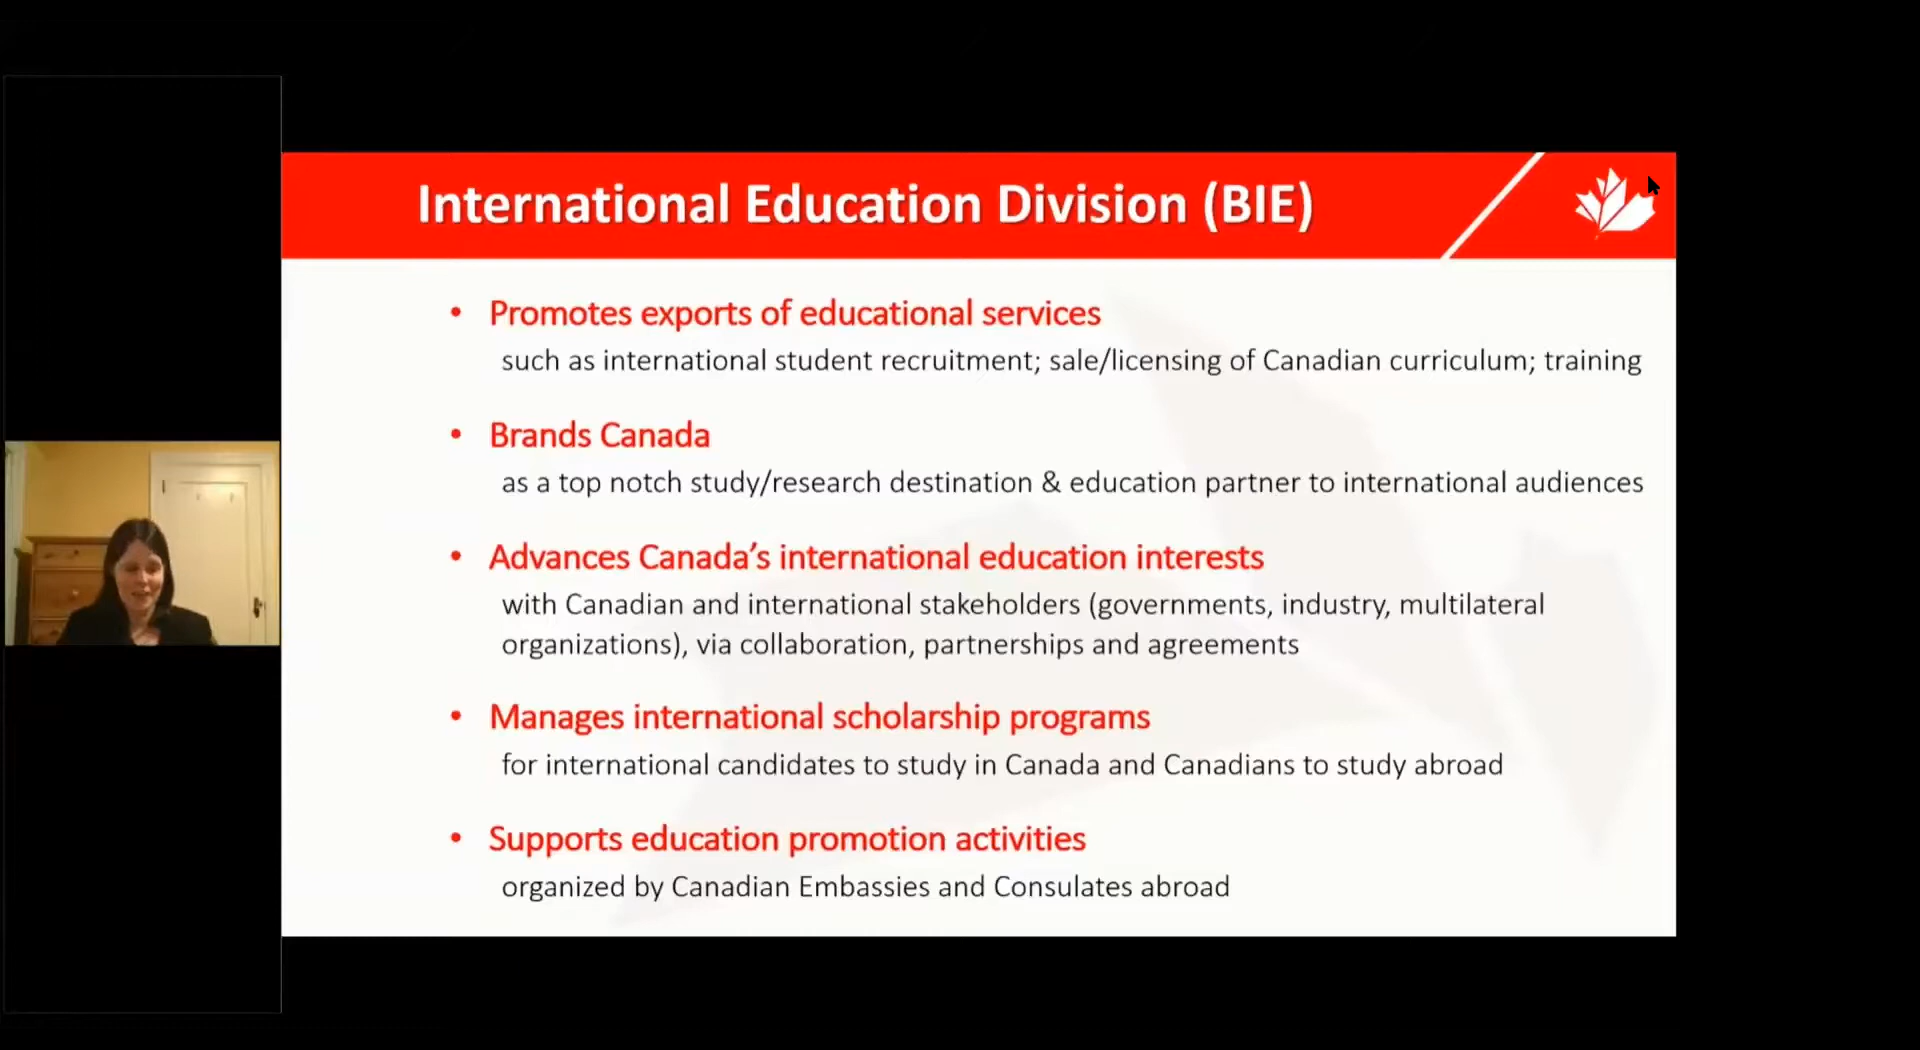 International Education Division (BIE)
• Promotes exports of educational services
such as international student recruitment; sale/licensing of Canadian curriculum; training
• Brands Canada
as a top notch study/research destination & education partner to international audiences
• Advances Canada’s international education interests
with Canadian and international stakeholders (governments, industry, multilateral
organizations), via collaboration, partnerships and agreements
• Manages international scholarship programs
for international candidates to study in Canada and Canadians to study abroad
• Supports education promotion activities
organized by Canadian Embassies and Consulates abroad